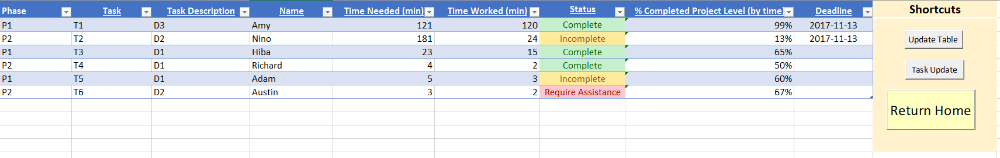 Phase Task Task Description Name Time Needed (min) Time Worked (min) Status % Completed Project Level (by time) Deadline Shortcuts
P1 T1 D3 Amy 121 120 Complete 99% 2017-11-13
P2 T2 D2 Nino 181 24 Incomplete 13% 2017-11-13 Update Table
P1 T3 D1 Hiba 23 15 Complete 65%
P2 T4 D1 Richard 4 2 Complete 50% Task Update
P1 T5 D1 Adam 5 3 Incomplete 60%
P2 T6 D2 Austin 3 2 Require Assistance 67%
Return Home